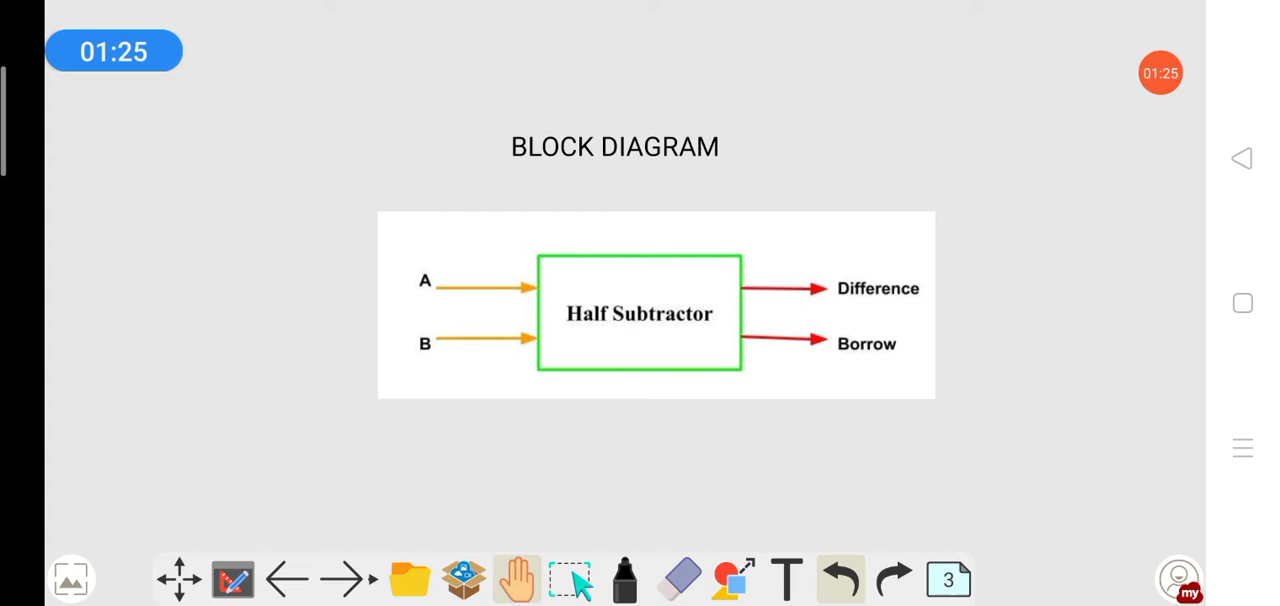 01:25
01:25
BLOCK DIAGRAM
A
Difference
Half Subtractor
B
Borrow
T
3
my